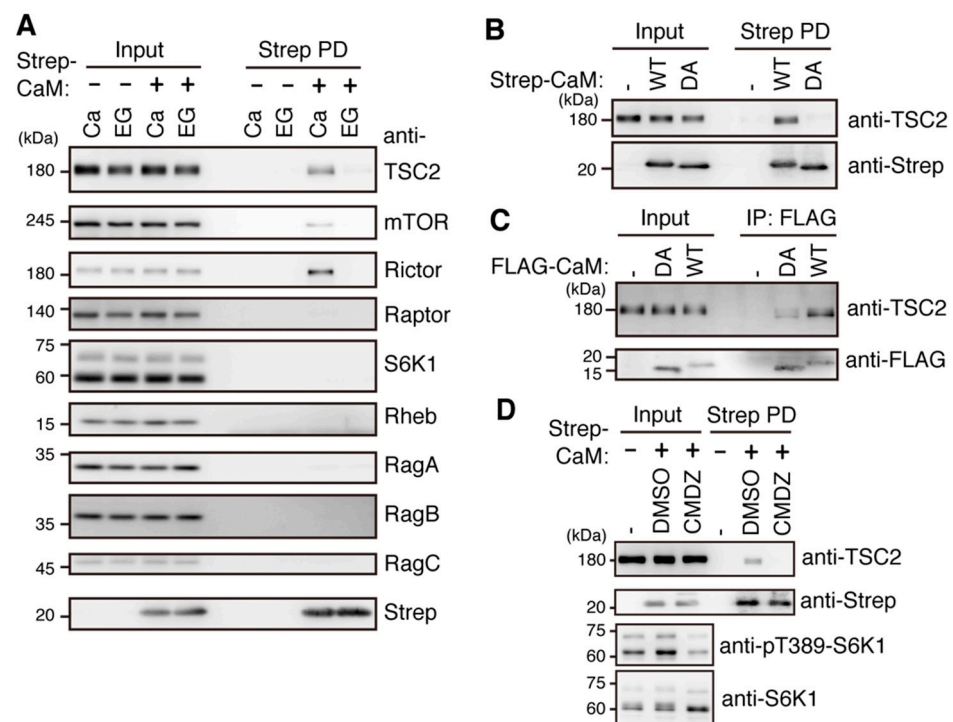 A
Input Strep PD
Strep-
CaM: − − + + − − + +
(kDa) Ca EG Ca EG Ca EG Ca EG anti-
180 TSC2
245 mTOR
180 Rictor
140 Raptor
75
60 S6K1
15 Rheb
35 RagA
35 RagB
45 RagC
20 Strep
B
Input Strep PD
Strep-CaM: - WT DA - WT DA
(kDa)
180 anti-TSC2
20 anti-Strep
C
Input IP: FLAG
FLAG-CaM: - DA WT - DA WT
(kDa)
180 anti-TSC2
20
15 anti-FLAG
D
Input Strep PD
Strep-
CaM: − + + − + +
(kDa) - DMSO CMDZ - DMSO CMDZ
180 anti-TSC2
20 anti-Strep
75
60 anti-pT389-S6K1
75
60 anti-S6K1